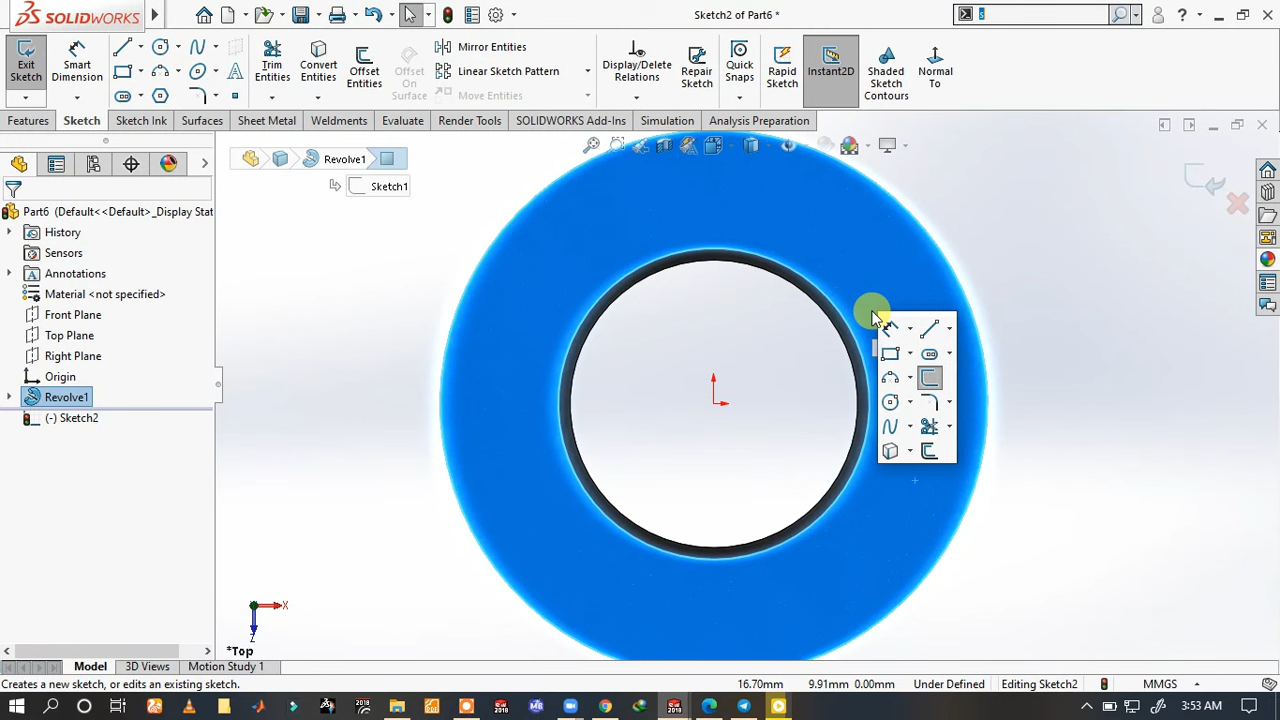 SOLIDWORKS
Sketch2 of Part6 *
s
Exit Sketch
Smart Dimension
Trim Entities
Convert Entities
Offset Entities
Offset On Surface
Mirror Entities
Linear Sketch Pattern
Move Entities
Display/Delete Relations
Repair Sketch
Quick Snaps
Rapid Sketch
Instant2D
Shaded Sketch Contours
Normal To
Features Sketch Sketch Ink Surfaces Sheet Metal Weldments Evaluate Render Tools SOLIDWORKS Add-Ins Simulation Analysis Preparation
Revolve1
Sketch1
Part6 (Default<<Default>_Display Stat
History
Sensors
Annotations
Material <not specified>
Front Plane
Top Plane
Right Plane
Origin
Revolve1
(-) Sketch2
X
Z
*Top
Model 3D Views Motion Study 1
Creates a new sketch, or edits an existing sketch.
16.70mm 9.91mm 0.00mm Under Defined Editing Sketch2 MMGS
3:53 AM